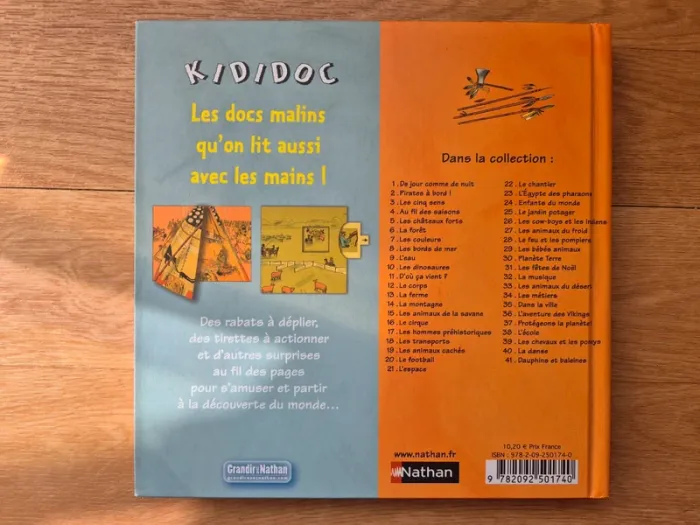 KIDIDOC
Les docs malins
qu'on lit aussi
avec les mains !
Des rabats à déplier,
des tirettes à actionner
et d'autres surprises
au fil des pages
pour s'amuser et partir
à la découverte du monde...
Grandir & Nathan
grandiravecnathan.com
Dans la collection :
1 . De jour comme de nuit
2 . Pirates à bord !
3 . Les cinq sens
4 . Au fil des saisons
5 . Les châteaux forts
6 . La forêt
7 . Les couleurs
8 . Les bords de mer
9 . L'eau
10 . Les dinosaures
11 . D'où ça vient ?
12 . Le corps
13 . La ferme
14 . La montagne
15 . Les animaux de la savane
16 . Le cirque
17 . Les hommes préhistoriques
18 . Les transports
19 . Les animaux cachés
20 . Le football
21 . L'espace
22 . Le chantier
23 . L'Égypte des pharaons
24 . Enfants du monde
25 . Le jardin potager
26 . Les cow-boys et les Indiens
27 . Les animaux du froid
28 . Le feu et les pompiers
29 . Les bébés animaux
30 . Planète Terre
31 . Les fêtes de Noël
32 . La musique
33 . Les animaux du désert
34 . Les métiers
35 . Dans la ville
36 . L'aventure des Vikings
37 . Protégeons la planète!
38 . L'école
39 . Les chevaux et les poneys
40 . La danse
41 . Dauphins et baleines
www.nathan.fr
Nathan
10,20 € Prix France
ISBN : 978-2-09-250174-0
9 782092 501740